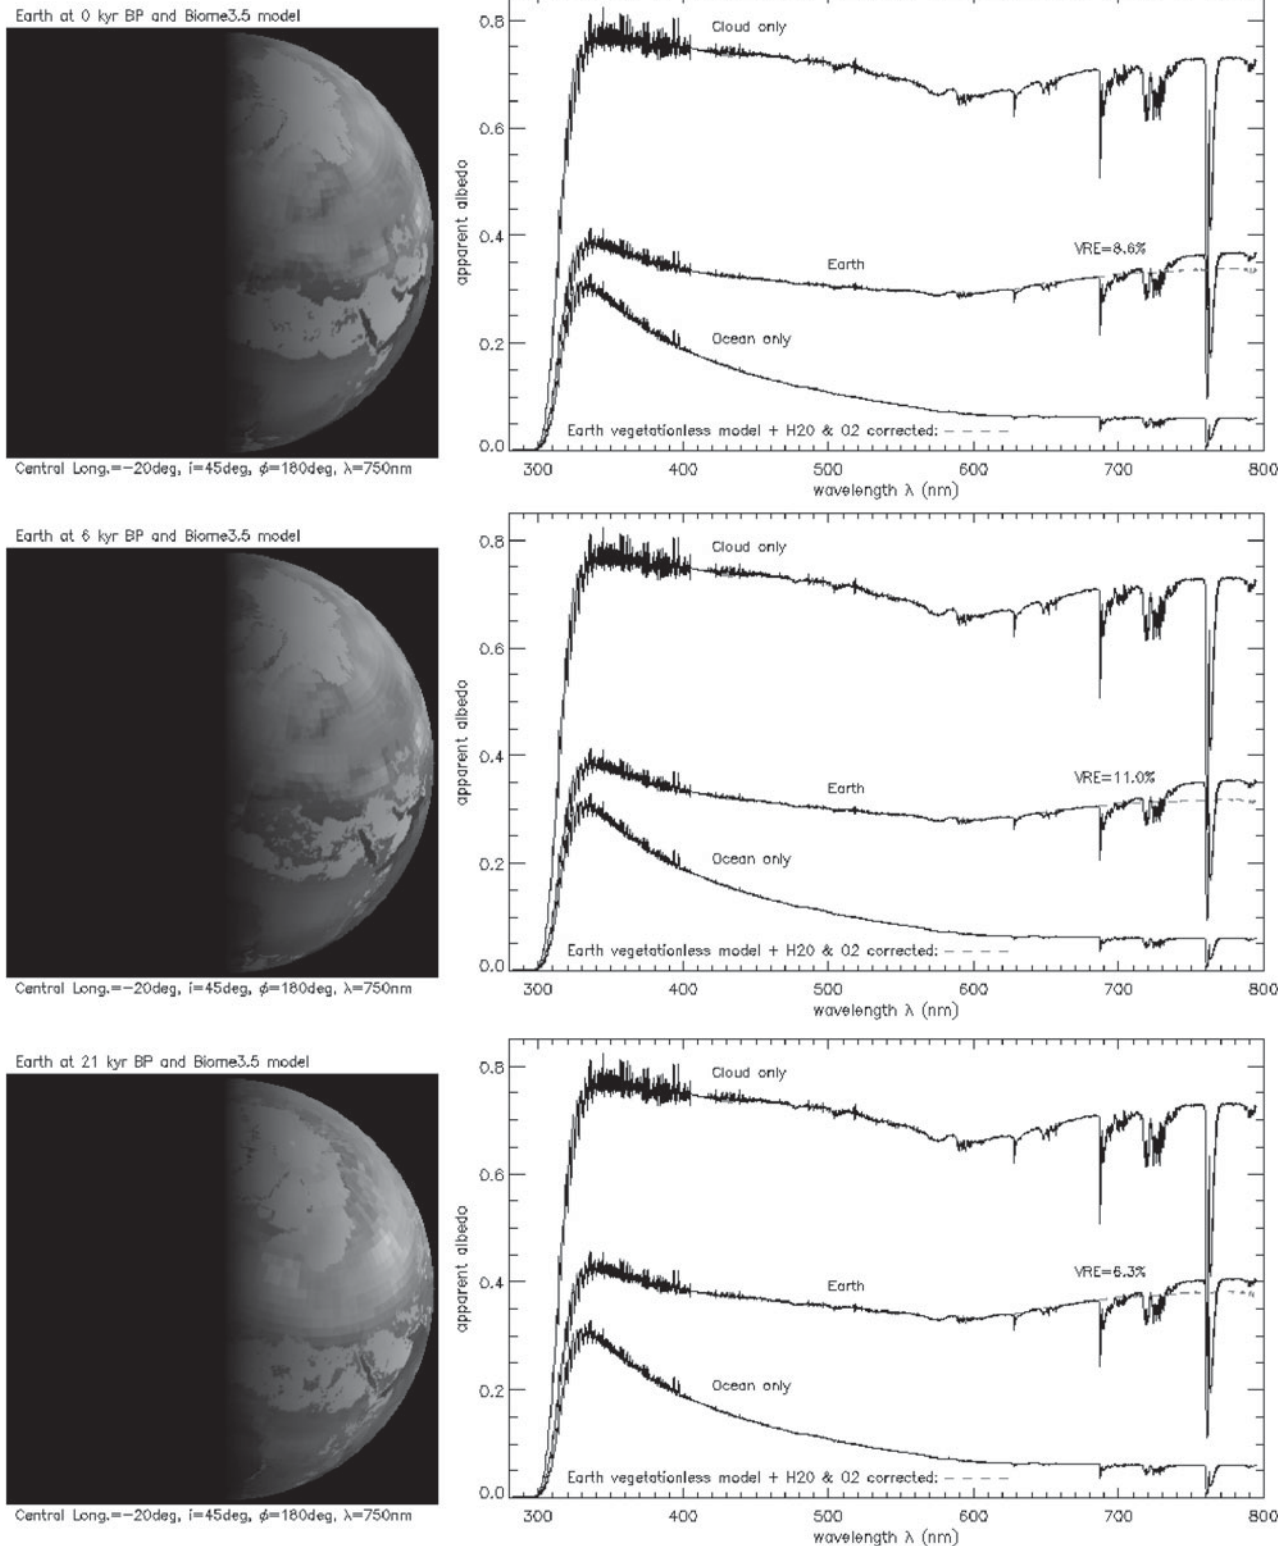 Earth at 0 kyr BP and Biome3.5 model
Central Long.=−20deg, i=45deg, ϕ=180deg, λ=750nm
apparent albedo
0.8
0.6
0.4
0.2
0.0
Cloud only
VRE=8.6%
Earth
Ocean only
Earth vegetationless model + H2O & O2 corrected:
300 400 500 600 700 800
wavelength λ (nm)
Earth at 6 kyr BP and Biome3.5 model
Central Long.=−20deg, i=45deg, ϕ=180deg, λ=750nm
apparent albedo
0.8
0.6
0.4
0.2
0.0
Cloud only
VRE=11.0%
Earth
Ocean only
Earth vegetationless model + H2O & O2 corrected:
300 400 500 600 700 800
wavelength λ (nm)
Earth at 21 kyr BP and Biome3.5 model
Central Long.=−20deg, i=45deg, ϕ=180deg, λ=750nm
apparent albedo
0.8
0.6
0.4
0.2
0.0
Cloud only
VRE=6.3%
Earth
Ocean only
Earth vegetationless model + H2O & O2 corrected:
300 400 500 600 700 800
wavelength λ (nm)